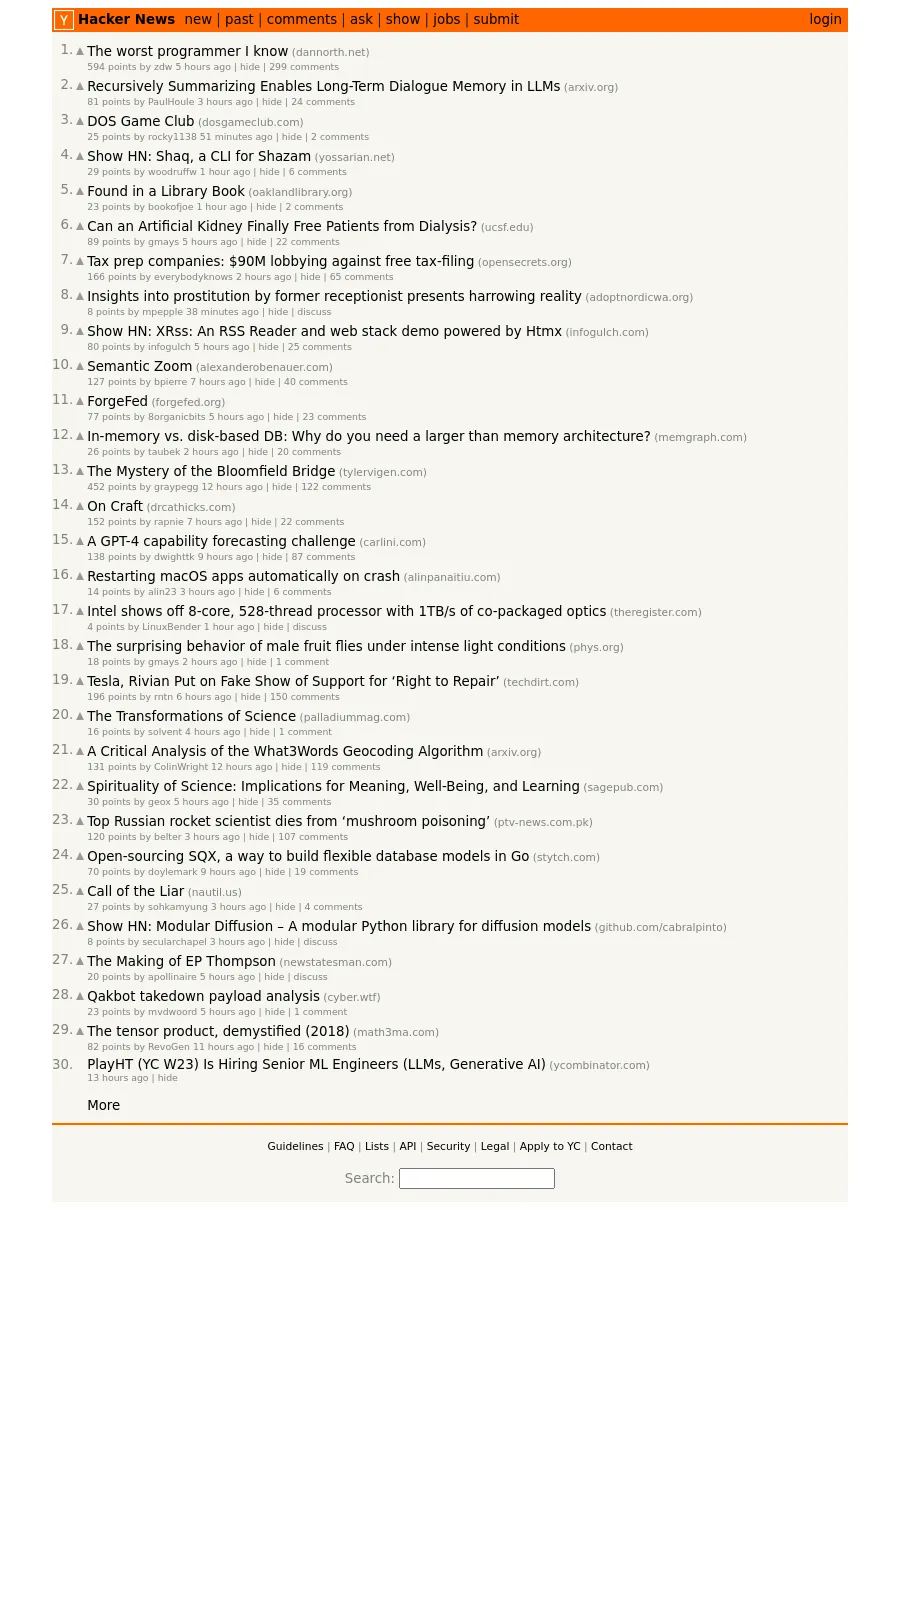 Y Hacker News new | past | comments | ask | show | jobs | submit login
1. ▲ The worst programmer I know (dannorth.net)
594 points by zdw 5 hours ago | hide | 299 comments
2. ▲ Recursively Summarizing Enables Long-Term Dialogue Memory in LLMs (arxiv.org)
81 points by PaulHoule 3 hours ago | hide | 24 comments
3. ▲ DOS Game Club (dosgameclub.com)
25 points by rocky1138 51 minutes ago | hide | 2 comments
4. ▲ Show HN: Shaq, a CLI for Shazam (yossarian.net)
29 points by woodruffw 1 hour ago | hide | 6 comments
5. ▲ Found in a Library Book (oaklandlibrary.org)
23 points by bookofjoe 1 hour ago | hide | 2 comments
6. ▲ Can an Artificial Kidney Finally Free Patients from Dialysis? (ucsf.edu)
89 points by gmays 5 hours ago | hide | 22 comments
7. ▲ Tax prep companies: $90M lobbying against free tax-filing (opensecrets.org)
166 points by everybodyknows 2 hours ago | hide | 65 comments
8. ▲ Insights into prostitution by former receptionist presents harrowing reality (adoptnordicwa.org)
8 points by mpepple 38 minutes ago | hide | discuss
9. ▲ Show HN: XRss: An RSS Reader and web stack demo powered by Htmx (infogulch.com)
80 points by infogulch 5 hours ago | hide | 25 comments
10. ▲ Semantic Zoom (alexanderobenauer.com)
127 points by bpierre 7 hours ago | hide | 40 comments
11. ▲ ForgeFed (forgefed.org)
77 points by 8organicbits 5 hours ago | hide | 23 comments
12. ▲ In-memory vs. disk-based DB: Why do you need a larger than memory architecture? (memgraph.com)
26 points by taubek 2 hours ago | hide | 20 comments
13. ▲ The Mystery of the Bloomfield Bridge (tylervigen.com)
452 points by graypegg 12 hours ago | hide | 122 comments
14. ▲ On Craft (drcathicks.com)
152 points by rapnie 7 hours ago | hide | 22 comments
15. ▲ A GPT-4 capability forecasting challenge (carlini.com)
138 points by dwighttk 9 hours ago | hide | 87 comments
16. ▲ Restarting macOS apps automatically on crash (alinpanaitiu.com)
14 points by alin23 3 hours ago | hide | 6 comments
17. ▲ Intel shows off 8-core, 528-thread processor with 1TB/s of co-packaged optics (theregister.com)
4 points by LinuxBender 1 hour ago | hide | discuss
18. ▲ The surprising behavior of male fruit flies under intense light conditions (phys.org)
18 points by gmays 2 hours ago | hide | 1 comment
19. ▲ Tesla, Rivian Put on Fake Show of Support for ‘Right to Repair’ (techdirt.com)
196 points by rntn 6 hours ago | hide | 150 comments
20. ▲ The Transformations of Science (palladiummag.com)
16 points by solvent 4 hours ago | hide | 1 comment
21. ▲ A Critical Analysis of the What3Words Geocoding Algorithm (arxiv.org)
131 points by ColinWright 12 hours ago | hide | 119 comments
22. ▲ Spirituality of Science: Implications for Meaning, Well-Being, and Learning (sagepub.com)
30 points by geox 5 hours ago | hide | 35 comments
23. ▲ Top Russian rocket scientist dies from ‘mushroom poisoning’ (ptv-news.com.pk)
120 points by belter 3 hours ago | hide | 107 comments
24. ▲ Open-sourcing SQX, a way to build flexible database models in Go (stytch.com)
70 points by doylemark 9 hours ago | hide | 19 comments
25. ▲ Call of the Liar (nautil.us)
27 points by sohkamyung 3 hours ago | hide | 4 comments
26. ▲ Show HN: Modular Diffusion – A modular Python library for diffusion models (github.com/cabralpinto)
8 points by secularchapel 3 hours ago | hide | discuss
27. ▲ The Making of EP Thompson (newstatesman.com)
20 points by apollinaire 5 hours ago | hide | discuss
28. ▲ Qakbot takedown payload analysis (cyber.wtf)
23 points by mvdwoord 5 hours ago | hide | 1 comment
29. ▲ The tensor product, demystified (2018) (math3ma.com)
82 points by RevoGen 11 hours ago | hide | 16 comments
30. PlayHT (YC W23) Is Hiring Senior ML Engineers (LLMs, Generative AI) (ycombinator.com)
13 hours ago | hide
More
Guidelines | FAQ | Lists | API | Security | Legal | Apply to YC | Contact
Search: